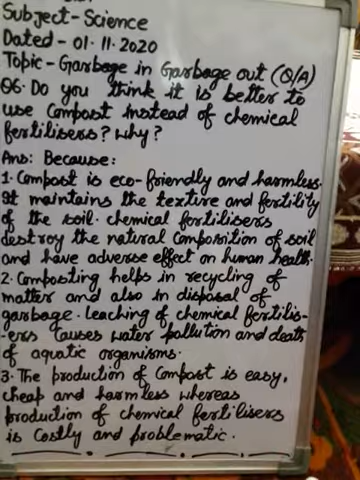 Subject - Science
Dated - 01.11.2020
Topic - Garbage in Garbage out (Q/A)
Q6. Do you think it is better to
use Compost instead of chemical
fertilisers? Why?
Ans: Because:
1. Compost is eco-friendly and harmless.
It maintains the texture and fertility
of the soil. chemical fertilisers
destroy the natural composition of soil
and have adverse effect on human health.
2. Composting helps in recycling of
matter and also in disposal of
garbage. Leaching of chemical fertilis-
-ers causes water pollution and death
of aquatic organisms.
3. The production of Compost is easy,
cheap and harmless whereas
production of chemical fertilisers
is Costly and problematic.